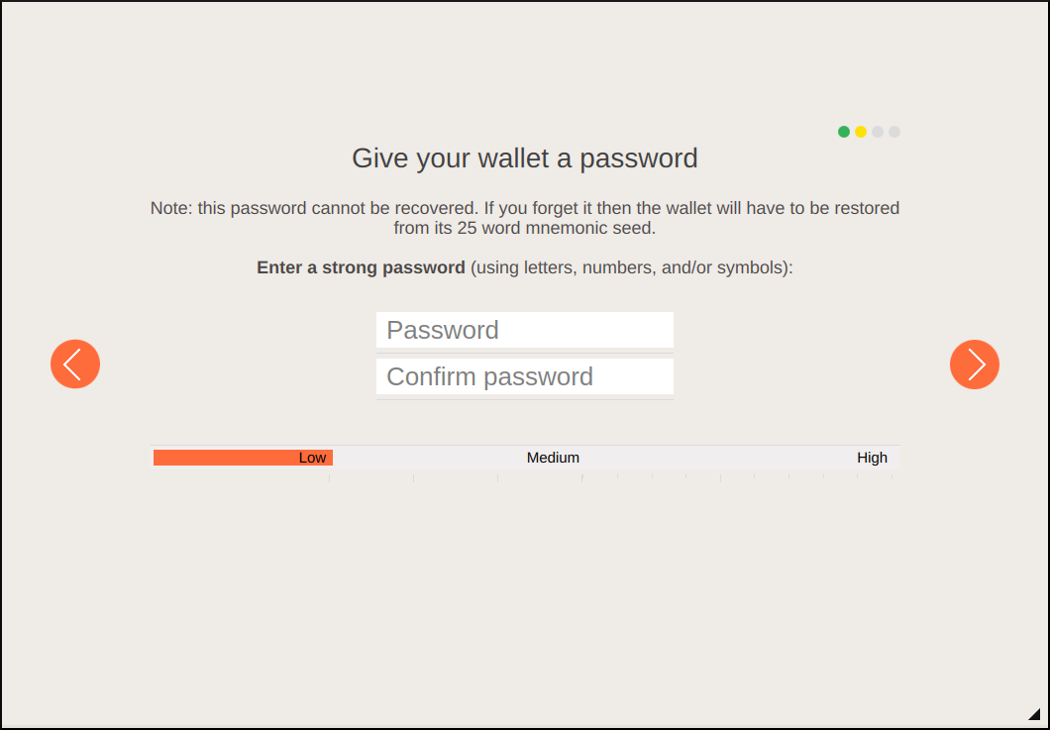 Give your wallet a password
Note: this password cannot be recovered. If you forget it then the wallet will have to be restored
from its 25 word mnemonic seed.
Enter a strong password (using letters, numbers, and/or symbols):
Password
Confirm password
Low Medium High